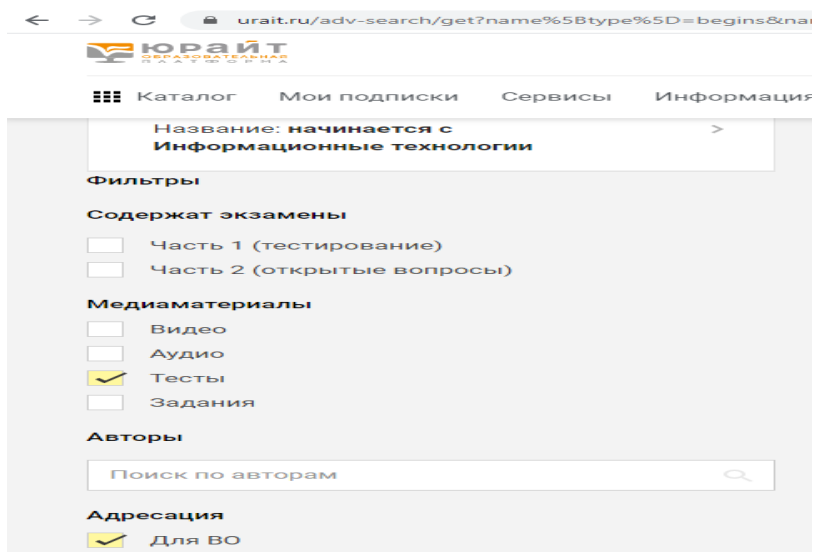 urait.ru/adv-search/get?name%5Btype%5D=begins&nar
юрайт
ОБРАЗОВАТЕЛЬНАЯ
ПЛАТФОРМА
Каталог Мои подписки Сервисы Информация
Название: начинается с
Информационные технологии
Фильтры
Содержат экзамены
Часть 1 (тестирование)
Часть 2 (открытые вопросы)
Медиаматериалы
Видео
Аудио
Тесты
Задания
Авторы
Поиск по авторам
Адресация
Для ВО